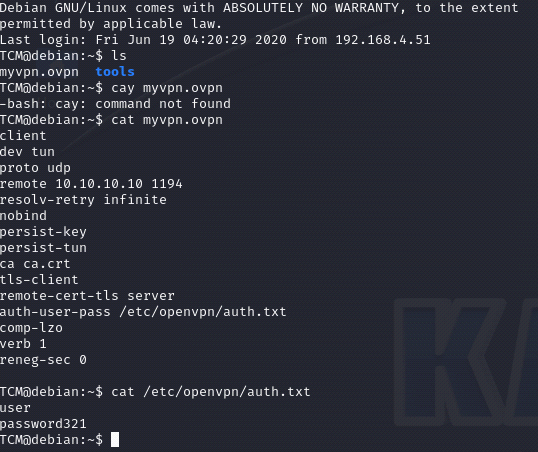 Debian GNU/Linux comes with ABSOLUTELY NO WARRANTY, to the extent
permitted by applicable law.
Last login: Fri Jun 19 04:20:29 2020 from 192.168.4.51
TCM@debian:~$ ls
myvpn.ovpn  tools
TCM@debian:~$ cay myvpn.ovpn
-bash: cay: command not found
TCM@debian:~$ cat myvpn.ovpn
client
dev tun
proto udp
remote 10.10.10.10 1194
resolv-retry infinite
nobind
persist-key
persist-tun
ca ca.crt
tls-client
remote-cert-tls server
auth-user-pass /etc/openvpn/auth.txt
comp-lzo
verb 1
reneg-sec 0
TCM@debian:~$ cat /etc/openvpn/auth.txt
user
password321
TCM@debian:~$